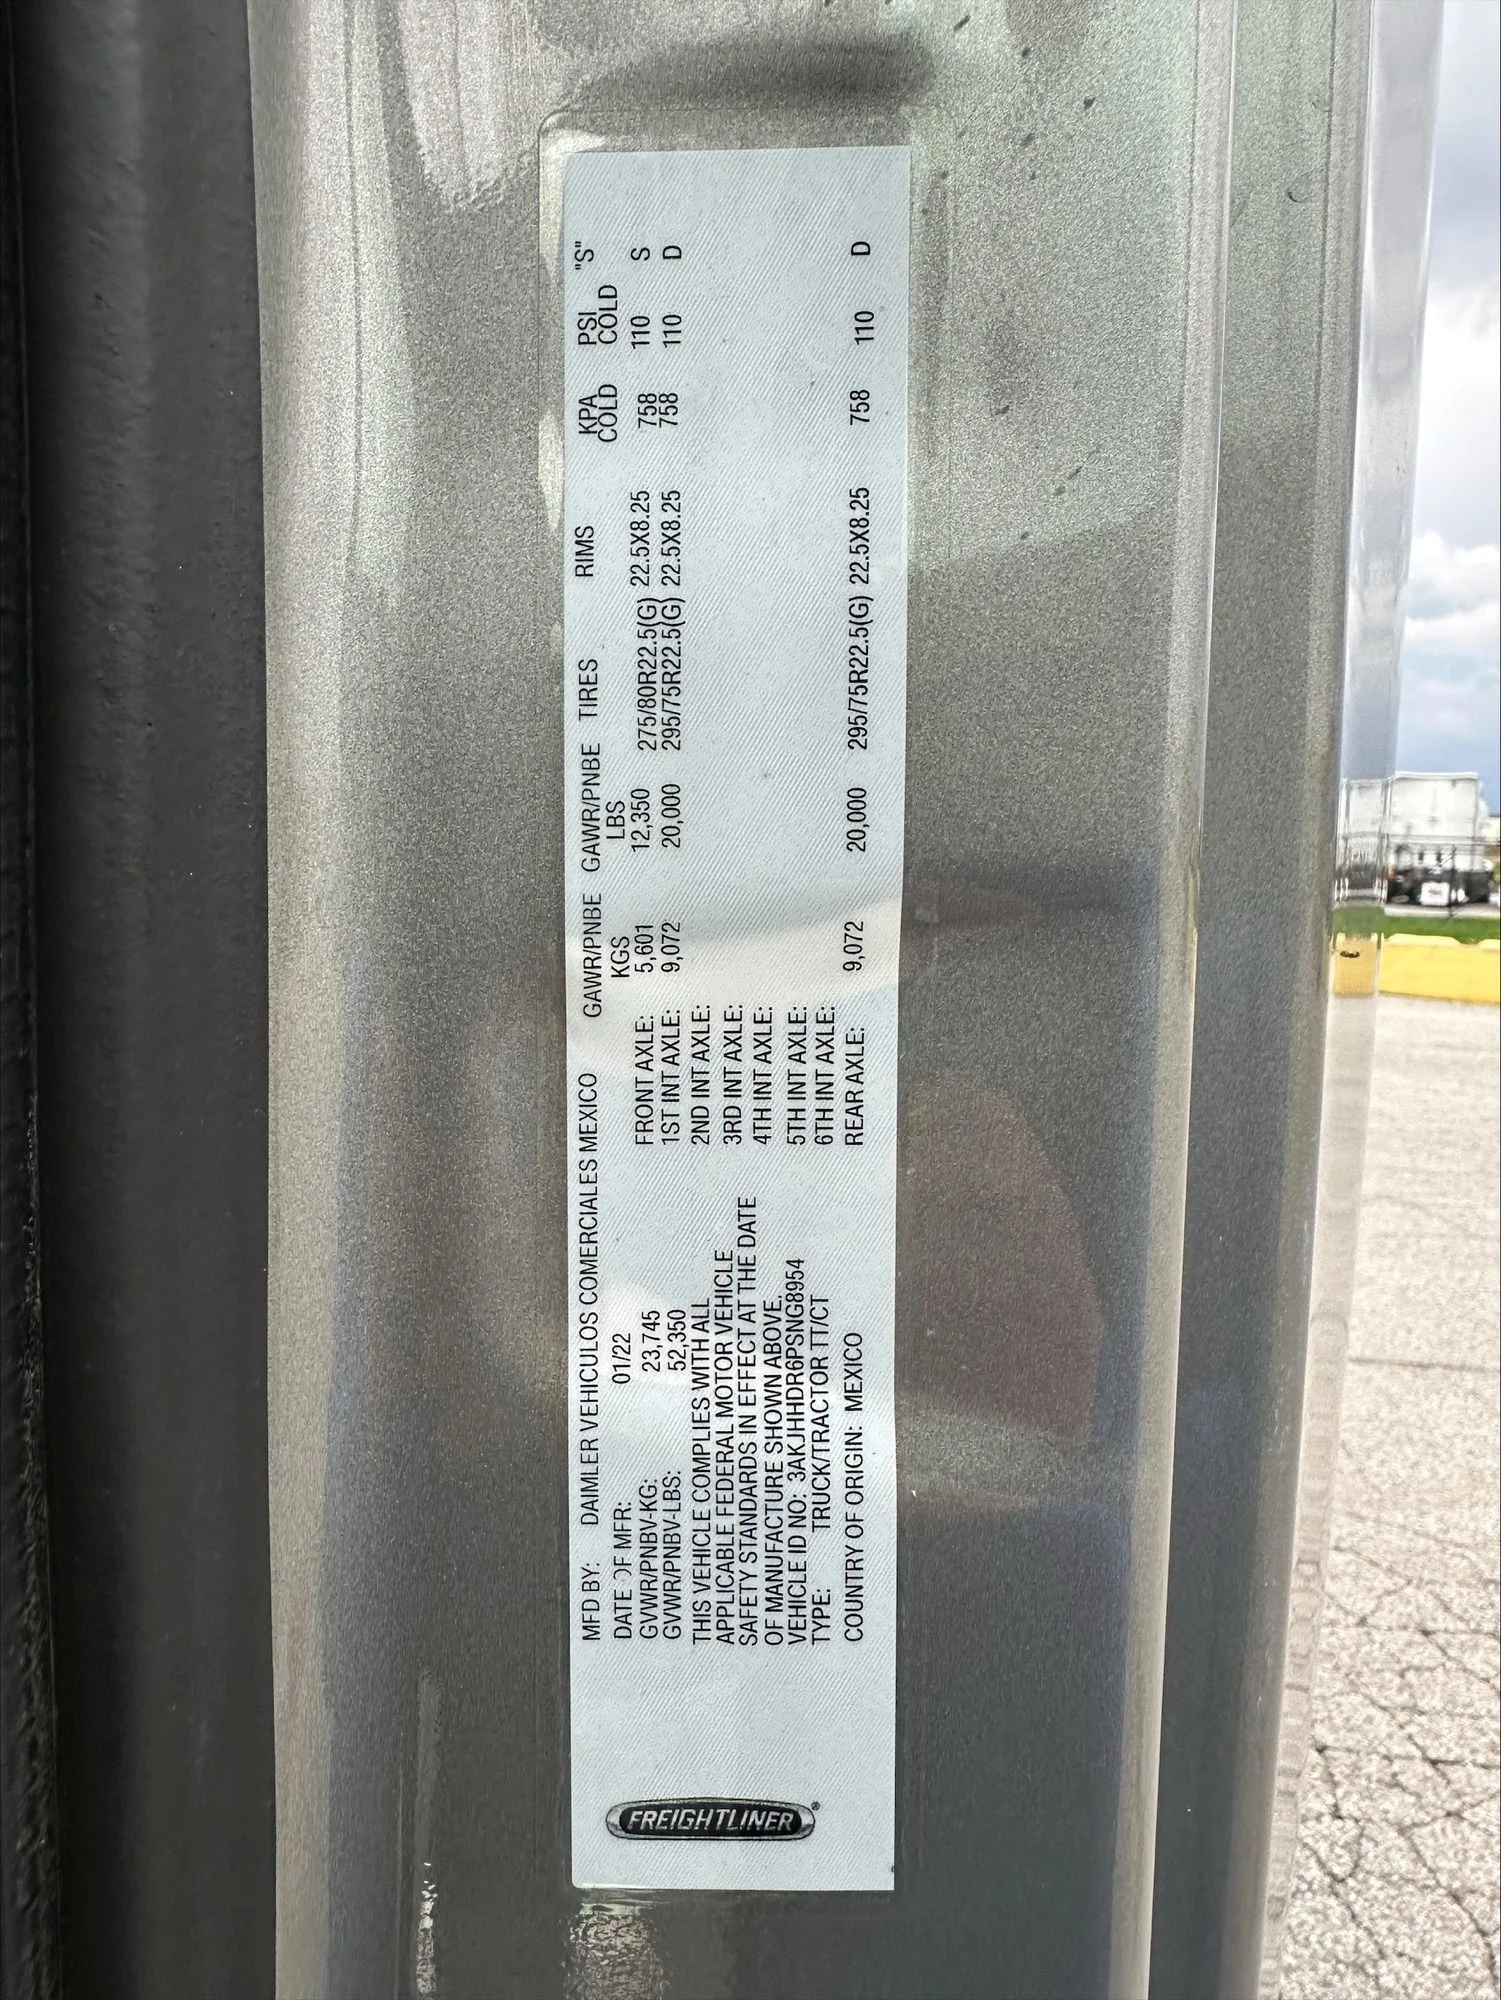 FREIGHTLINER®
MFD BY: DAIMLER VEHICULOS COMERCIALES MEXICO
DATE OF MFR: 01/22
GVWR/PNBV-KG: 23,745
GVWR/PNBV-LBS: 52,350
THIS VEHICLE COMPLIES WITH ALL
APPLICABLE FEDERAL MOTOR VEHICLE
SAFETY STANDARDS IN EFFECT AT THE DATE
OF MANUFACTURE SHOWN ABOVE.
VEHICLE ID NO: 3AKJHHDR6PSNG8954
TYPE: TRUCK/TRACTOR TT/CT
COUNTRY OF ORIGIN: MEXICO
GAWR/PNBE GAWR/PNBE TIRES RIMS KPA PSI "S"
KGS LBS COLD COLD
FRONT AXLE: 5,601 12,350 275/80R22.5(G) 22.5X8.25 758 110 S
1ST INT AXLE: 9,072 20,000 295/75R22.5(G) 22.5X8.25 758 110 D
2ND INT AXLE:
3RD INT AXLE:
4TH INT AXLE:
5TH INT AXLE:
6TH INT AXLE:
REAR AXLE: 9,072 20,000 295/75R22.5(G) 22.5X8.25 758 110 D